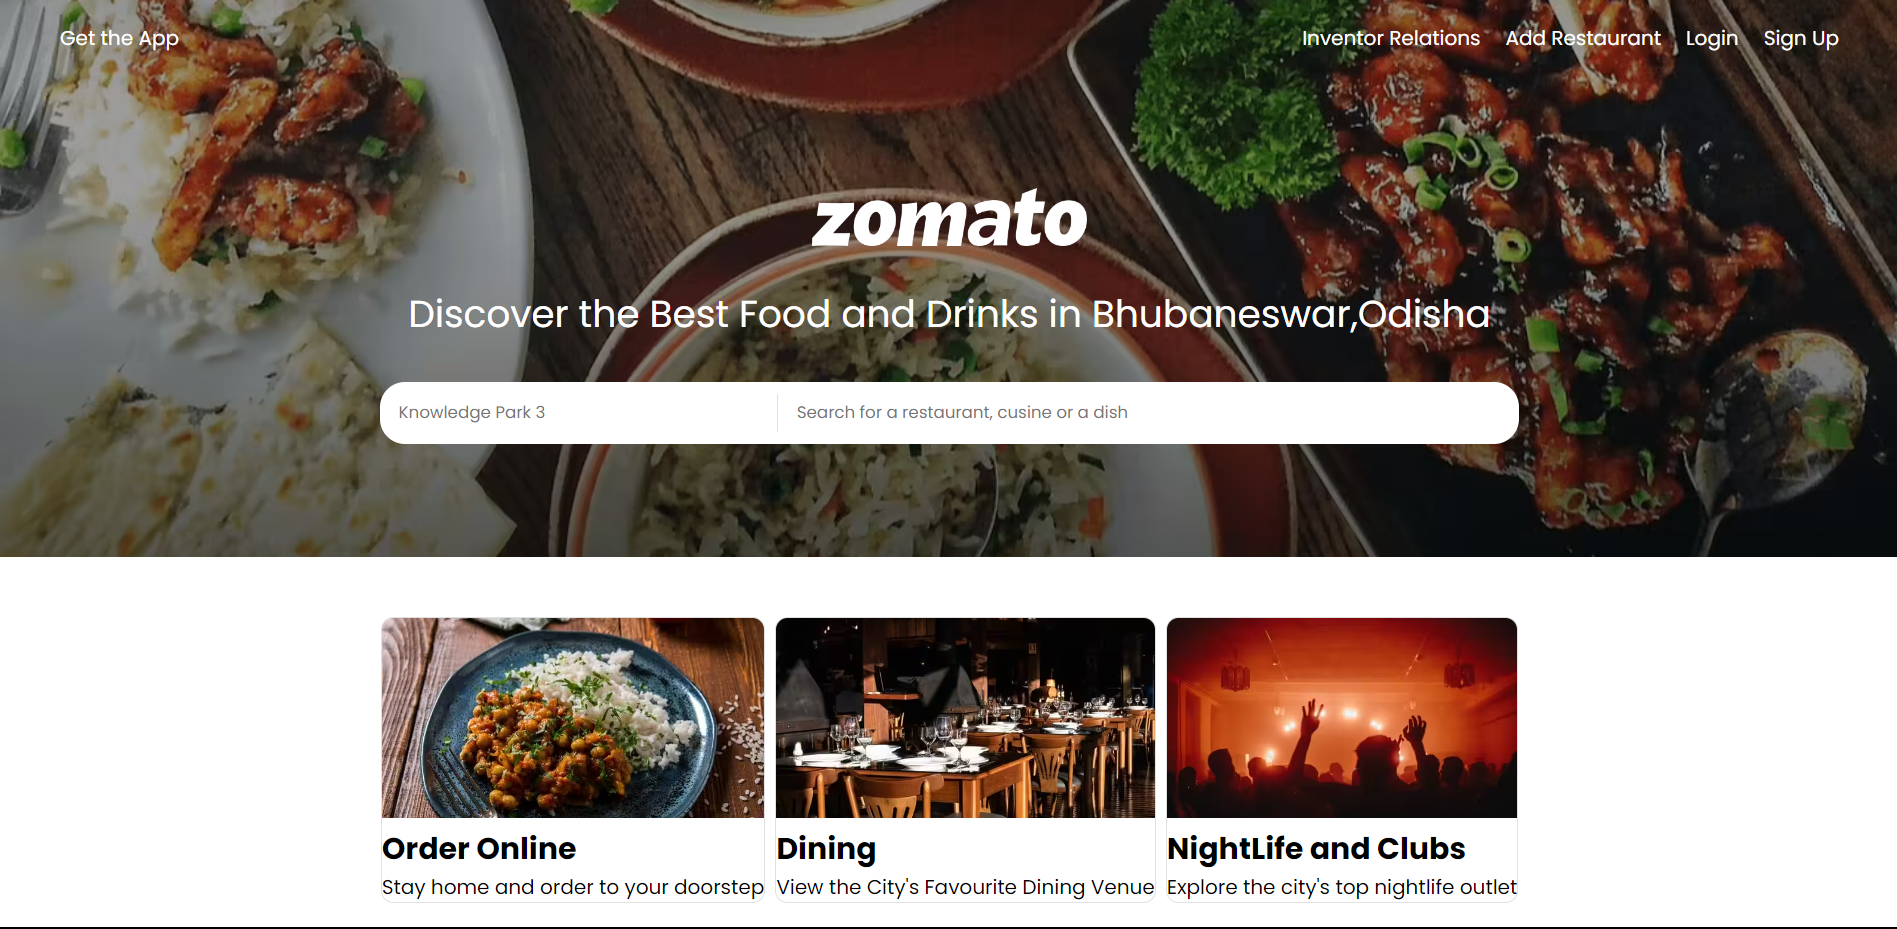 Get the App
Inventor Relations Add Restaurant Login Sign Up
zomato
Discover the Best Food and Drinks in Bhubaneswar,Odisha
Knowledge Park 3
Search for a restaurant, cusine or a dish
Order Online
Stay home and order to your doorstep
Dining
View the City's Favourite Dining Venue
NightLife and Clubs
Explore the city's top nightlife outlet